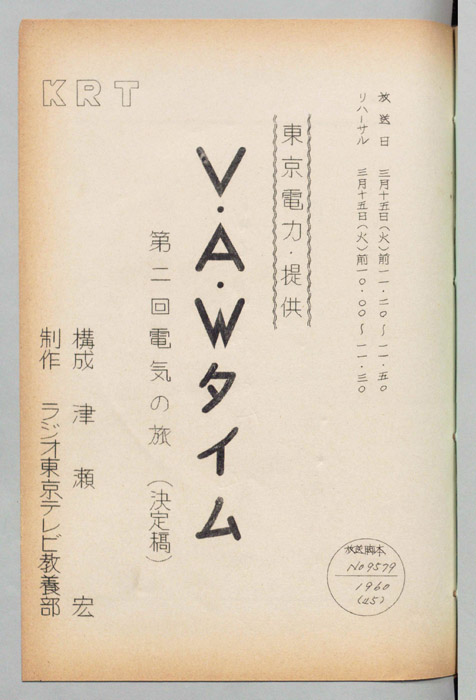 放送日　三月十五日(火)前一一・二〇〜一一・五〇
リハーサル　三月十五日(火)前一〇・〇〇〜一一・三〇
東京電力・提供
V・A・Wタイム
第二回電気の旅　(決定稿)
構成　津瀬　宏
制作　ラジオ東京テレビ教養部
KRT
放送脚本
No9579
1960
(45)